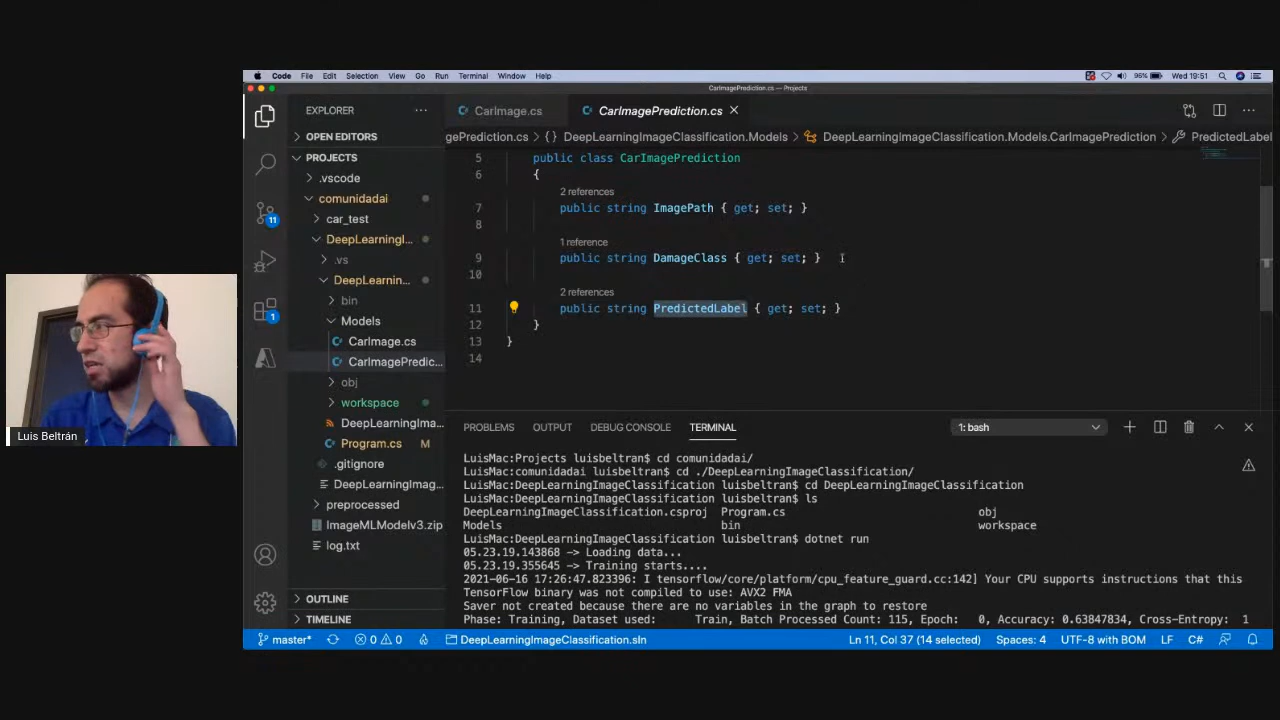 Code File Edit Selection View Go Run Terminal Window Help 96% Wed 19:51
CarImagePrediction.cs — Projects
EXPLORER ...
CarImage.cs
CarImagePrediction.cs
OPEN EDITORS
gePrediction.cs > {} DeepLearningImageClassification.Models > DeepLearningImageClassification.Models.CarImagePrediction > PredictedLabel
PROJECTS
.vscode
comunidadai
car_test
DeepLearningI...
.vs
DeepLearnin...
bin
Models
CarImage.cs
CarImagePredic...
obj
workspace
DeepLearningIma...
Program.cs M
.gitignore
DeepLearningImag...
preprocessed
ImageMLModelv3.zip
log.txt
OUTLINE
TIMELINE
11
1
5 public class CarImagePrediction
6 {
2 references
7 public string ImagePath { get; set; }
8
1 reference
9 public string DamageClass { get; set; }
10
2 references
11 public string PredictedLabel { get; set; }
12 }
13 }
14
PROBLEMS OUTPUT DEBUG CONSOLE TERMINAL 1: bash
LuisMac:Projects luisbeltran$ cd comunidadai/
LuisMac:comunidadai luisbeltran$ cd ./DeepLearningImageClassification/
LuisMac:DeepLearningImageClassification luisbeltran$ cd DeepLearningImageClassification
LuisMac:DeepLearningImageClassification luisbeltran$ ls
DeepLearningImageClassification.csproj Program.cs obj
Models bin workspace
LuisMac:DeepLearningImageClassification luisbeltran$ dotnet run
05.23.19.143868 -> Loading data...
05.23.19.355645 -> Training starts....
2021-06-16 17:26:47.823396: I tensorflow/core/platform/cpu_feature_guard.cc:142] Your CPU supports instructions that this
TensorFlow binary was not compiled to use: AVX2 FMA
Saver not created because there are no variables in the graph to restore
Phase: Training, Dataset used: Train, Batch Processed Count: 115, Epoch: 0, Accuracy: 0.63847834, Cross-Entropy: 1
master* 0 0 DeepLearningImageClassification.sln Ln 11, Col 37 (14 selected) Spaces: 4 UTF-8 with BOM LF C#
Luis Beltrán